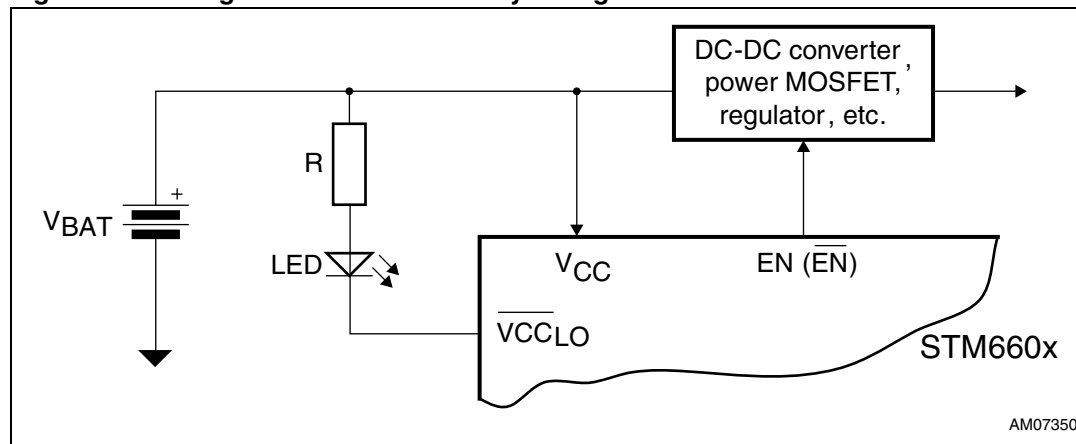 DC-DC converter,
power MOSFET,
regulator, etc.
R
+
VBAT
LED
VCC
EN (EN)
VCCLO
STM660x
AM07350